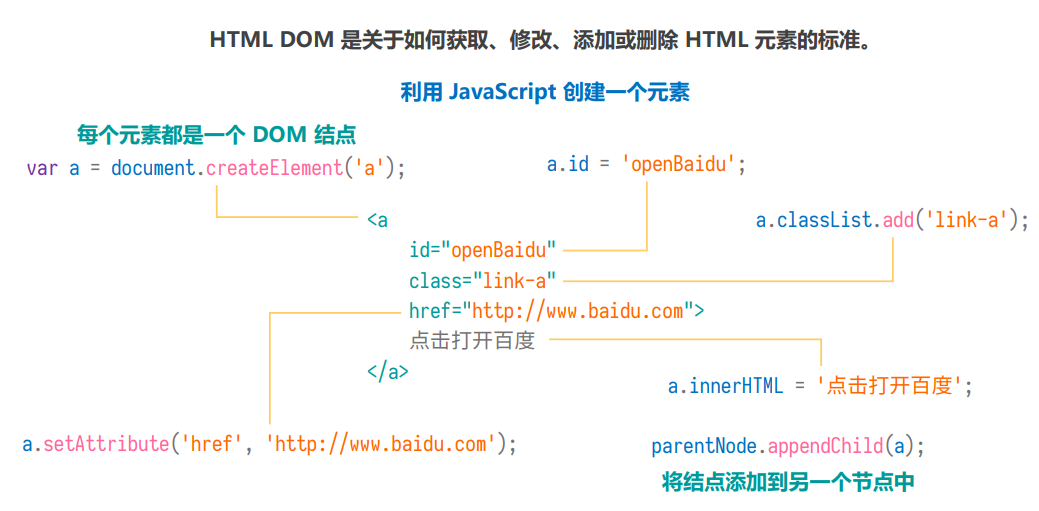 HTML DOM 是关于如何获取、修改、添加或删除 HTML 元素的标准。
利用 JavaScript 创建一个元素
每个元素都是一个 DOM 结点
var a = document.createElement('a');
a.id = 'openBaidu';
<a
a.classList.add('link-a');
id="openBaidu"
class="link-a"
href="http://www.baidu.com">
点击打开百度
</a>
a.innerHTML = '点击打开百度';
a.setAttribute('href', 'http://www.baidu.com');
parentNode.appendChild(a);
将结点添加到另一个节点中